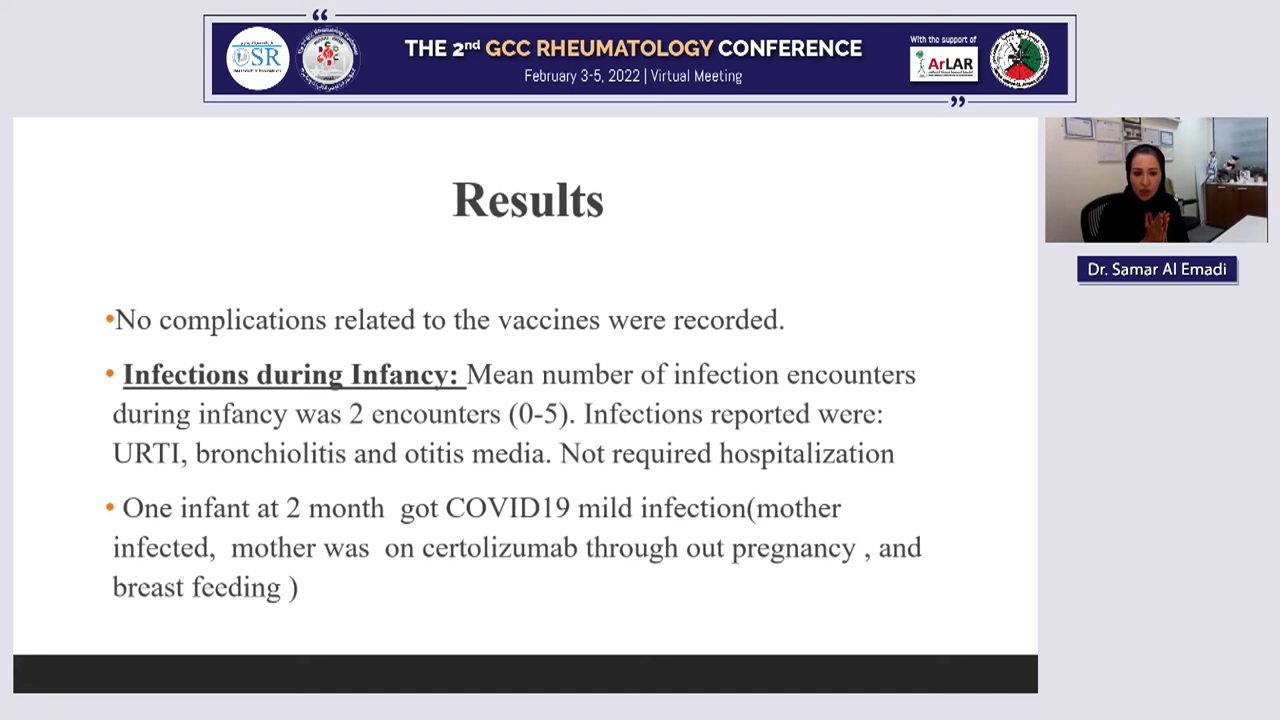 “
THE 2nd GCC RHEUMATOLOGY CONFERENCE
February 3-5, 2022 | Virtual Meeting
With the support of
ArLAR
”
Results
•No complications related to the vaccines were recorded.
• Infections during Infancy: Mean number of infection encounters
during infancy was 2 encounters (0-5). Infections reported were:
URTI, bronchiolitis and otitis media. Not required hospitalization
• One infant at 2 month got COVID19 mild infection(mother
infected, mother was on certolizumab through out pregnancy , and
breast feeding )
Dr. Samar Al Emadi